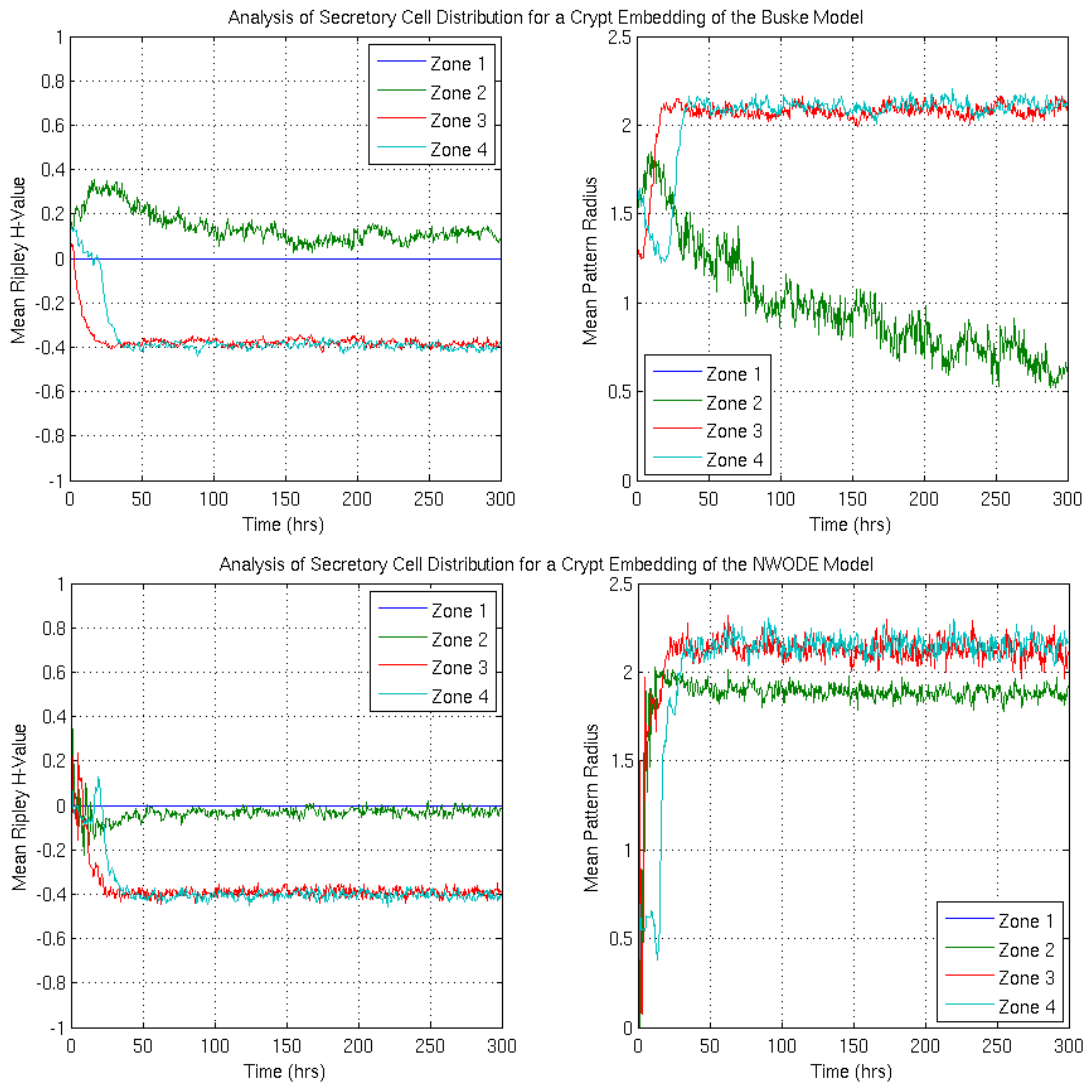 Analysis of Secretory Cell Distribution for a Crypt Embedding of the Buske Model
Mean Ripley H-Value
1
0.8
0.6
0.4
0.2
0
-0.2
-0.4
-0.6
-0.8
-1
0 50 100 150 200 250 300
Time (hrs)
Zone 1
Zone 2
Zone 3
Zone 4
Mean Pattern Radius
2.5
2
1.5
1
0.5
0
0 50 100 150 200 250 300
Time (hrs)
Zone 1
Zone 2
Zone 3
Zone 4
Analysis of Secretory Cell Distribution for a Crypt Embedding of the NWODE Model
Mean Ripley H-Value
1
0.8
0.6
0.4
0.2
0
-0.2
-0.4
-0.6
-0.8
-1
0 50 100 150 200 250 300
Time (hrs)
Zone 1
Zone 2
Zone 3
Zone 4
Mean Pattern Radius
2.5
2
1.5
1
0.5
0
0 50 100 150 200 250 300
Time (hrs)
Zone 1
Zone 2
Zone 3
Zone 4